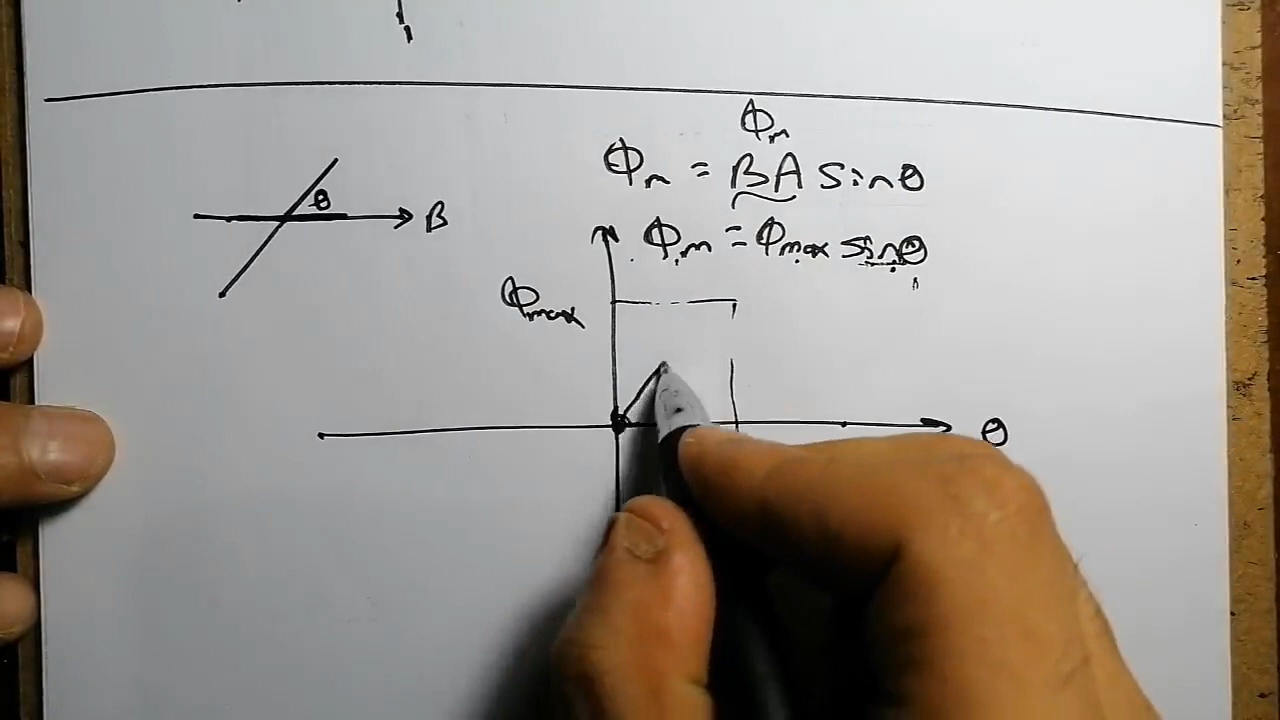 Φm
Φm = BA sinθ
θ
B
Φm = Φmax sinθ
Φmax
θ